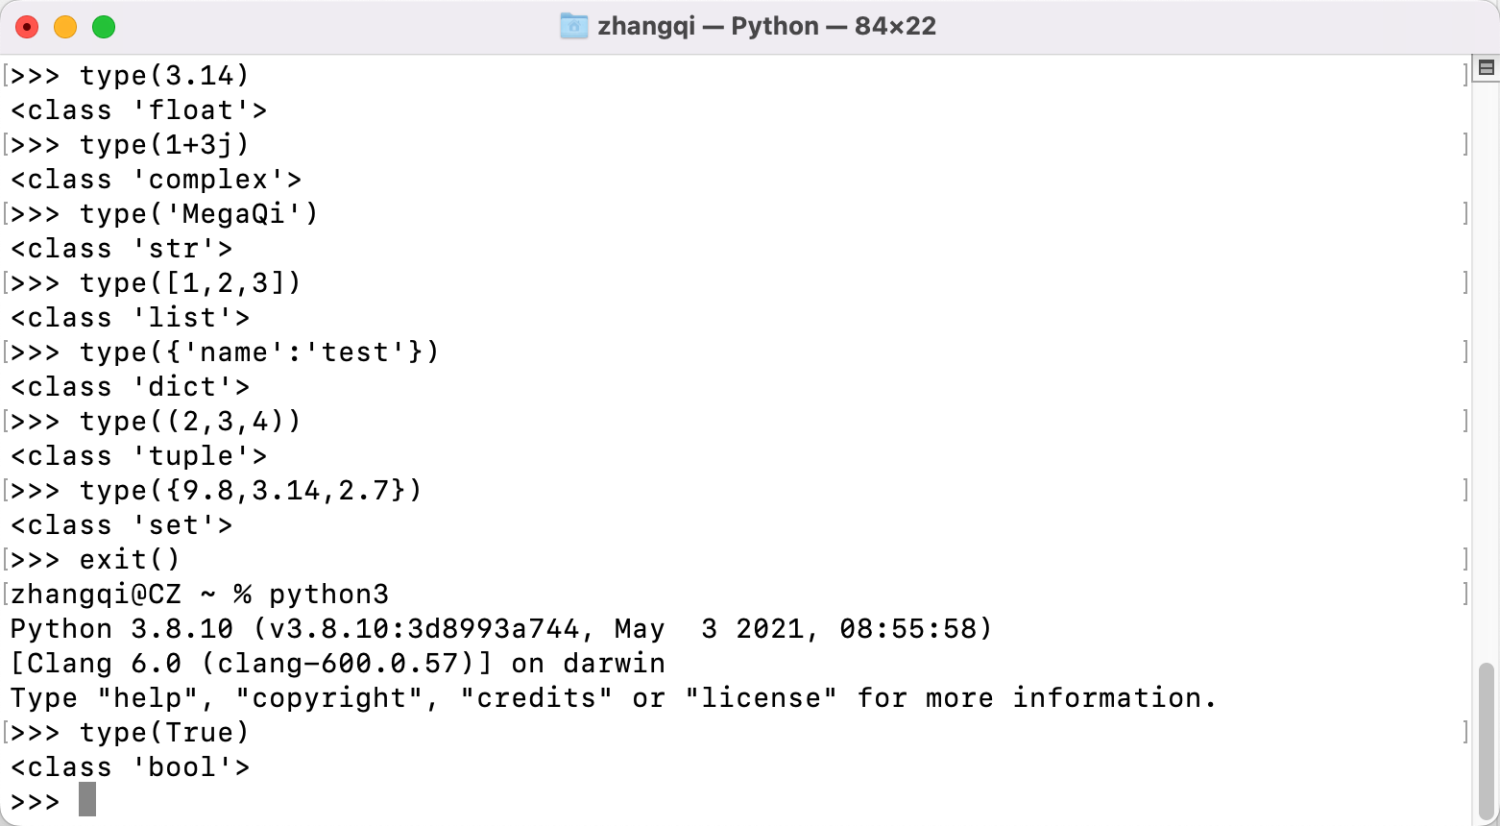 zhangqi — Python — 84×22
[>>> type(3.14) ]
<class 'float'>
[>>> type(1+3j) ]
<class 'complex'>
[>>> type('MegaQi') ]
<class 'str'>
[>>> type([1,2,3]) ]
<class 'list'>
[>>> type({'name':'test'}) ]
<class 'dict'>
[>>> type((2,3,4)) ]
<class 'tuple'>
[>>> type({9.8,3.14,2.7}) ]
<class 'set'>
[>>> exit() ]
[zhangqi@CZ ~ % python3 ]
Python 3.8.10 (v3.8.10:3d8993a744, May  3 2021, 08:55:58)
[Clang 6.0 (clang-600.0.57)] on darwin
Type "help", "copyright", "credits" or "license" for more information.
[>>> type(True) ]
<class 'bool'>
>>>